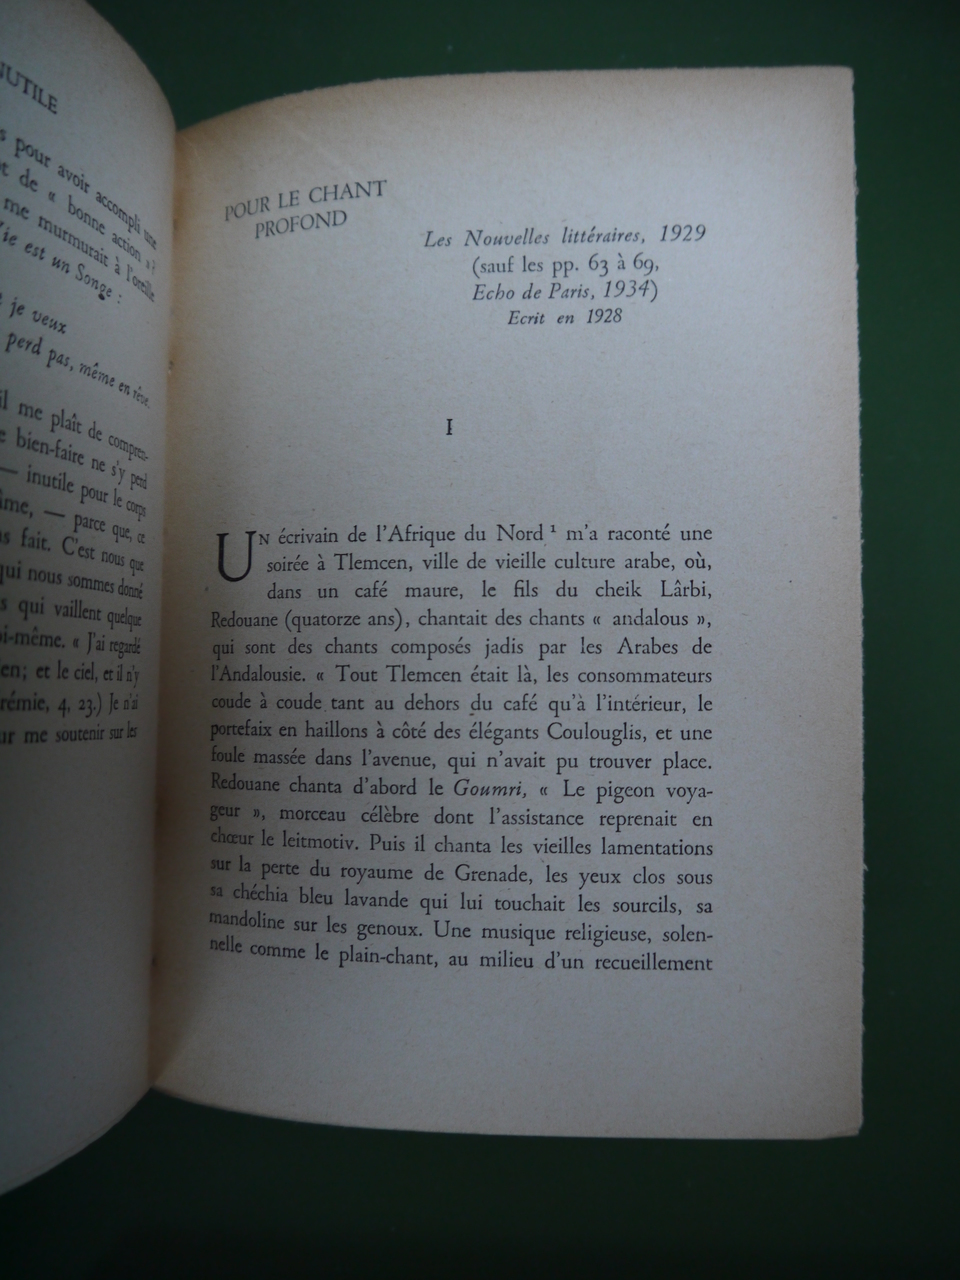 NUTILE
pour avoir accompli une
de « bonne action » ?
me murmurait à l'oreille
Vie est un Songe :
je veux
perd pas, même en rêve.
il me plaît de compren-
bien-faire ne s'y perd
— inutile pour le corps
âme, — parce que, ce
fait. C'est nous que
qui nous sommes donné
qui vaillent quelque
i-même. « J'ai regardé
en; et le ciel, et il n'y
rémie, 4, 23.) Je n'ai
ur me soutenir sur les
POUR LE CHANT
PROFOND
Les Nouvelles littéraires, 1929
(sauf les pp. 63 à 69,
Echo de Paris, 1934)
Ecrit en 1928
I
UN écrivain de l'Afrique du Nord ¹ m'a raconté une
soirée à Tlemcen, ville de vieille culture arabe, où,
dans un café maure, le fils du cheik Lârbi,
Redouane (quatorze ans), chantait des chants « andalous »,
qui sont des chants composés jadis par les Arabes de
l'Andalousie. « Tout Tlemcen était là, les consommateurs
coude à coude tant au dehors du café qu'à l'intérieur, le
portefaix en haillons à côté des élégants Coulouglis, et une
foule massée dans l'avenue, qui n'avait pu trouver place.
Redouane chanta d'abord le Goumri, « Le pigeon voya-
geur », morceau célèbre dont l'assistance reprenait en
chœur le leitmotiv. Puis il chanta les vieilles lamentations
sur la perte du royaume de Grenade, les yeux clos sous
sa chéchia bleu lavande qui lui touchait les sourcils, sa
mandoline sur les genoux. Une musique religieuse, solen-
nelle comme le plain-chant, au milieu d'un recueillement